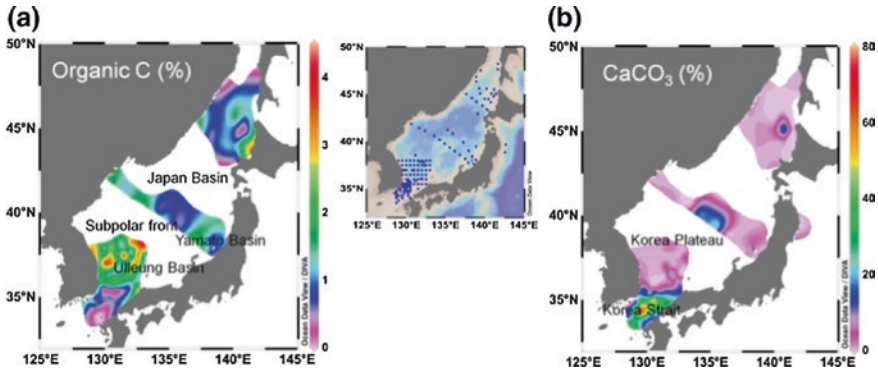 (a)
50°N
45°N
40°N
35°N
125°E
130°E
135°E
140°E
145°E
Organic C (%)
Japan Basin
Subpolar front
Yamato Basin
Ulleung Basin
4
3
2
1
0
Ocean Data View / DIVA
50°N
45°N
40°N
35°N
125°E
130°E
135°E
140°E
145°E
Ocean Data View
(b)
50°N
45°N
40°N
35°N
125°E
130°E
135°E
140°E
145°E
CaCO₃ (%)
Korea Plateau
Korea Strait
80
60
40
20
0
Ocean Data View / DIVA